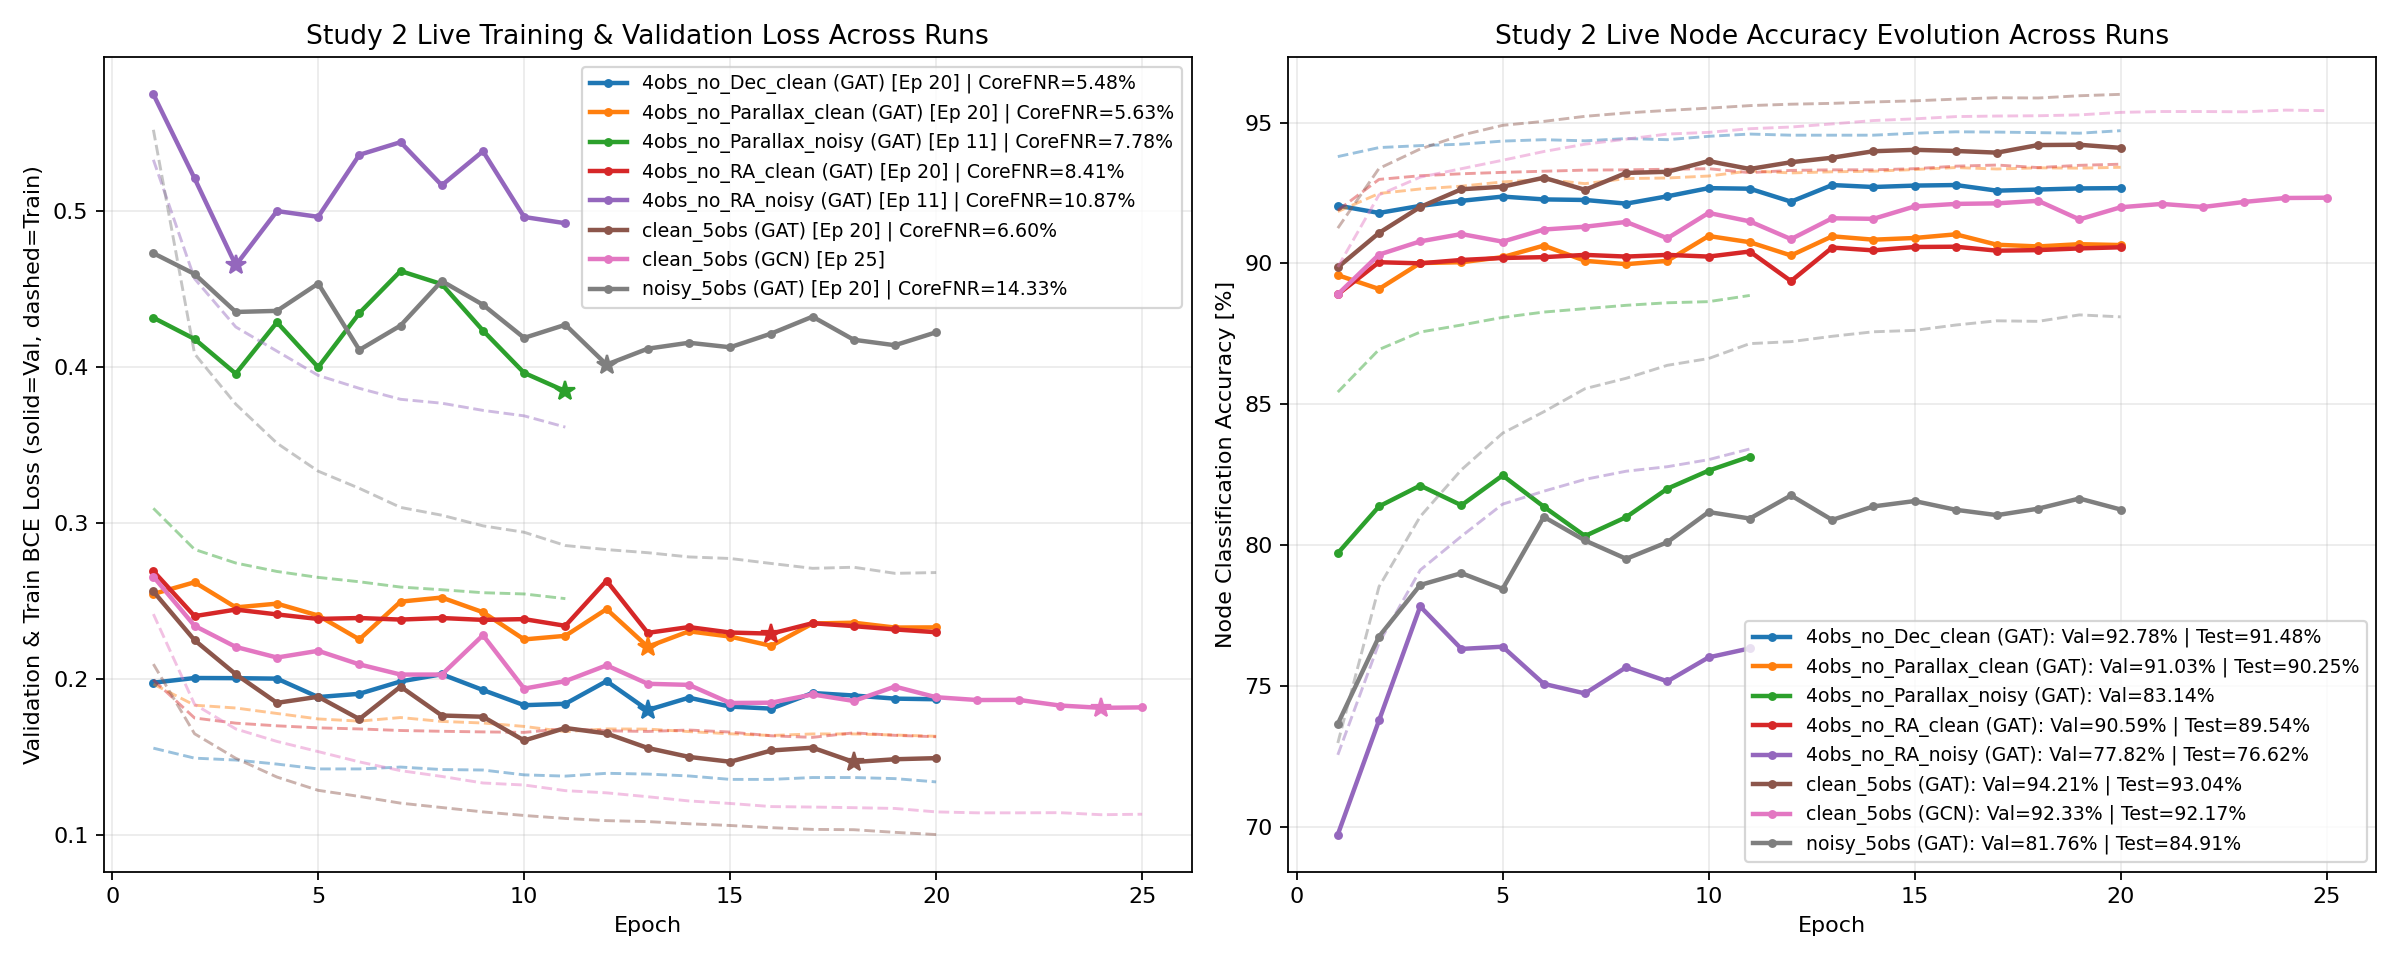 Study 2 Live Training & Validation Loss Across Runs
Validation & Train BCE Loss (solid=Val, dashed=Train)
0.5
0.4
0.3
0.2
0.1
4obs_no_Dec_clean (GAT) [Ep 20] | CoreFNR=5.48%
4obs_no_Parallax_clean (GAT) [Ep 20] | CoreFNR=5.63%
4obs_no_Parallax_noisy (GAT) [Ep 11] | CoreFNR=7.78%
4obs_no_RA_clean (GAT) [Ep 20] | CoreFNR=8.41%
4obs_no_RA_noisy (GAT) [Ep 11] | CoreFNR=10.87%
clean_5obs (GAT) [Ep 20] | CoreFNR=6.60%
clean_5obs (GCN) [Ep 25]
noisy_5obs (GAT) [Ep 20] | CoreFNR=14.33%
0 5 10 15 20 25
Epoch
Study 2 Live Node Accuracy Evolution Across Runs
Node Classification Accuracy [%]
95
90
85
80
75
70
4obs_no_Dec_clean (GAT): Val=92.78% | Test=91.48%
4obs_no_Parallax_clean (GAT): Val=91.03% | Test=90.25%
4obs_no_Parallax_noisy (GAT): Val=83.14%
4obs_no_RA_clean (GAT): Val=90.59% | Test=89.54%
4obs_no_RA_noisy (GAT): Val=77.82% | Test=76.62%
clean_5obs (GAT): Val=94.21% | Test=93.04%
clean_5obs (GCN): Val=92.33% | Test=92.17%
noisy_5obs (GAT): Val=81.76% | Test=84.91%
0 5 10 15 20 25
Epoch